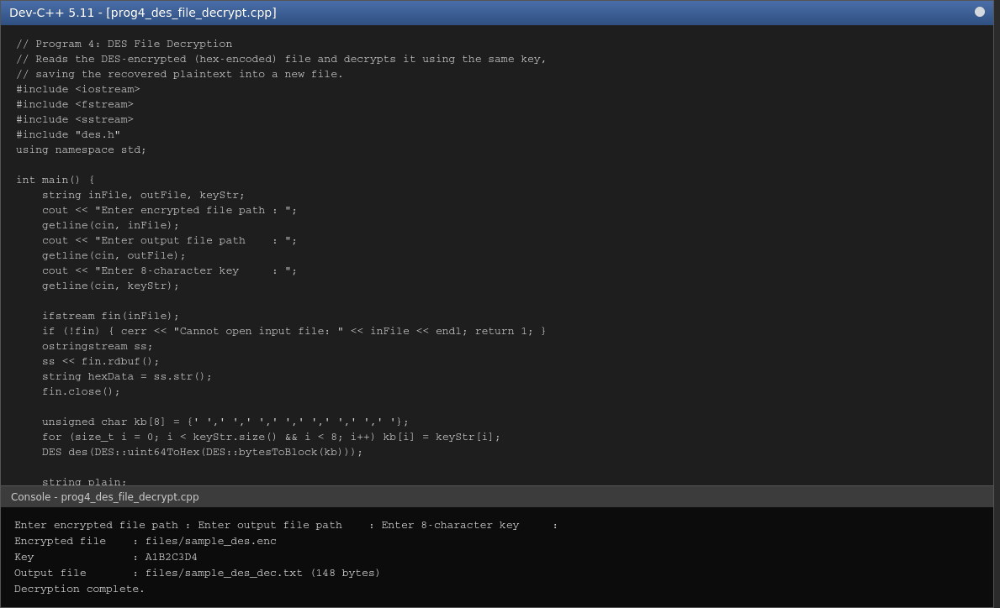 Dev-C++ 5.11 - [prog4_des_file_decrypt.cpp]
// Program 4: DES File Decryption
// Reads the DES-encrypted (hex-encoded) file and decrypts it using the same key,
// saving the recovered plaintext into a new file.
#include <iostream>
#include <fstream>
#include <sstream>
#include "des.h"
using namespace std;

int main() {
    string inFile, outFile, keyStr;
    cout << "Enter encrypted file path : ";
    getline(cin, inFile);
    cout << "Enter output file path    : ";
    getline(cin, outFile);
    cout << "Enter 8-character key     : ";
    getline(cin, keyStr);

    ifstream fin(inFile);
    if (!fin) { cerr << "Cannot open input file: " << inFile << endl; return 1; }
    ostringstream ss;
    ss << fin.rdbuf();
    string hexData = ss.str();
    fin.close();

    unsigned char kb[8] = {' ',' ',' ',' ',' ',' ',' ',' '};
    for (size_t i = 0; i < keyStr.size() && i < 8; i++) kb[i] = keyStr[i];
    DES des(DES::uint64ToHex(DES::bytesToBlock(kb)));

    string plain;
Console - prog4_des_file_decrypt.cpp
Enter encrypted file path : Enter output file path    : Enter 8-character key     :
Encrypted file    : files/sample_des.enc
Key               : A1B2C3D4
Output file       : files/sample_des_dec.txt (148 bytes)
Decryption complete.